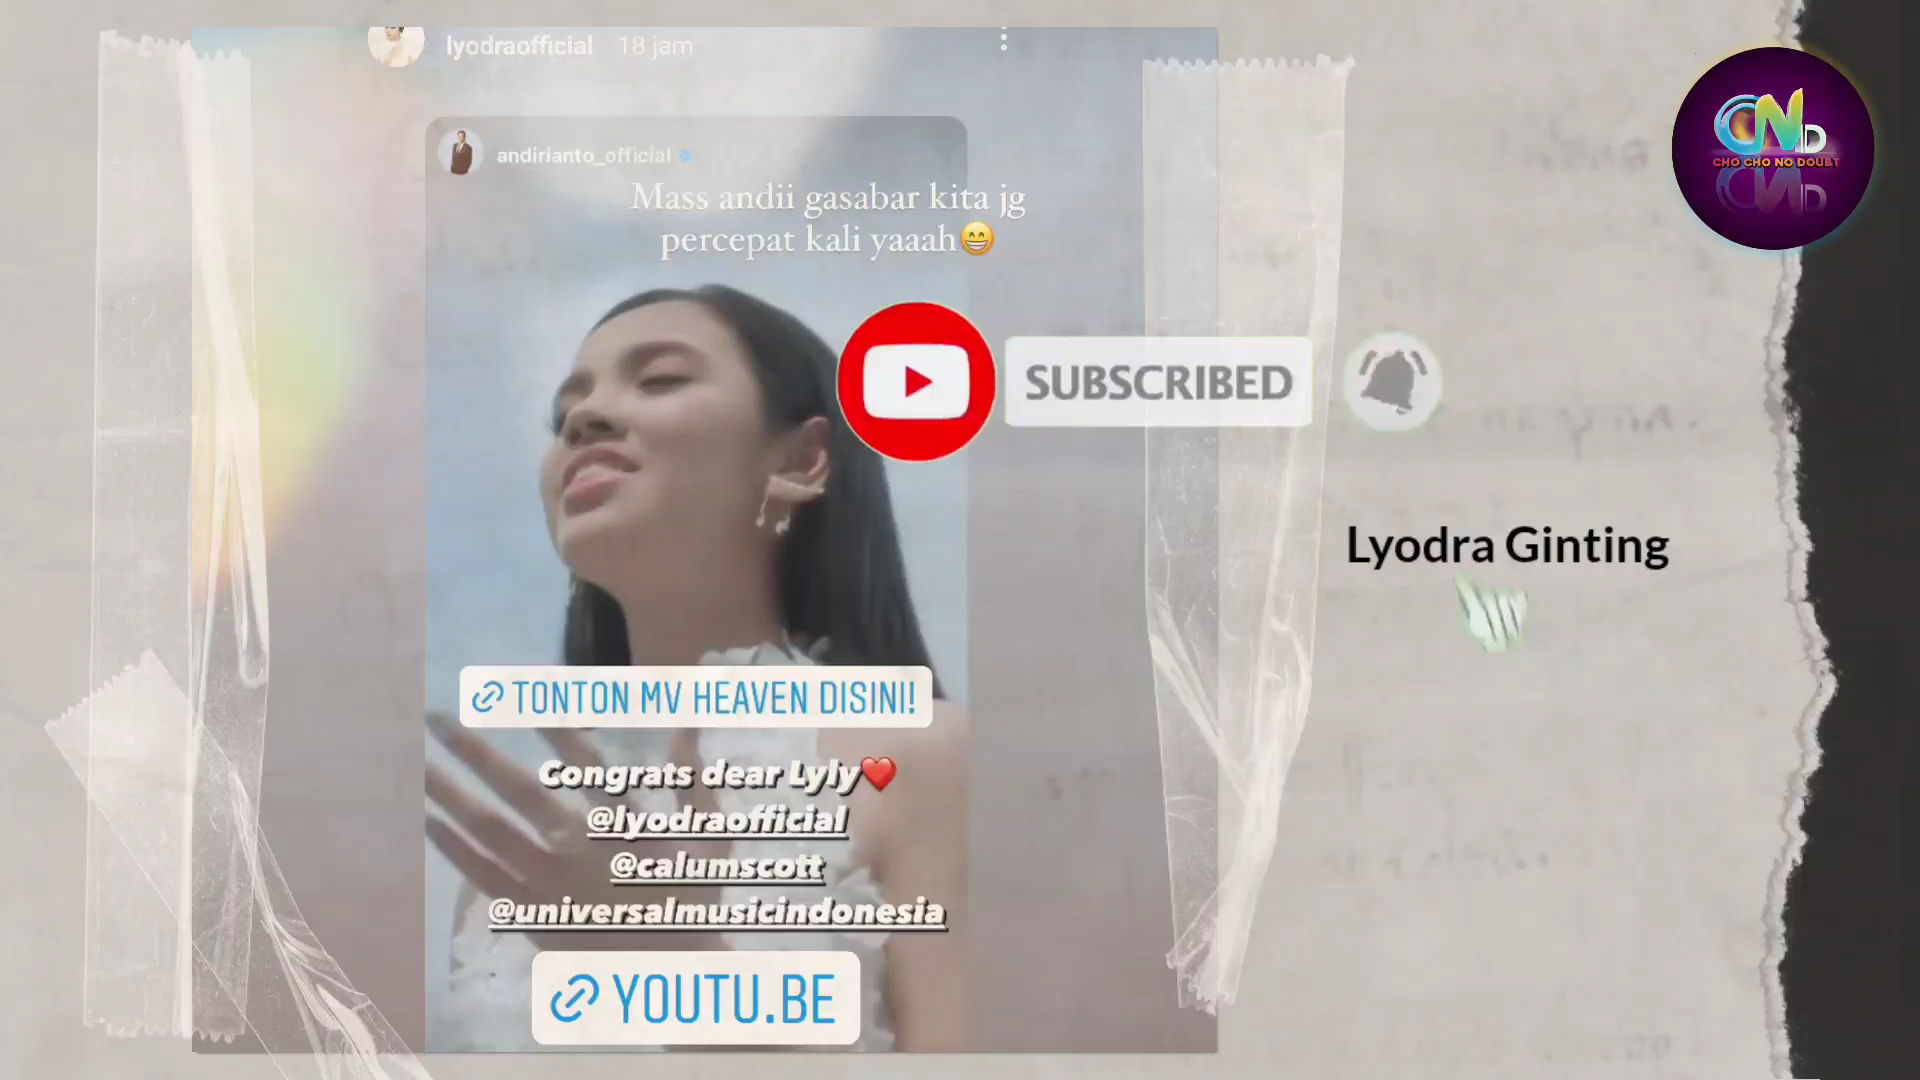 lyodraofficial 18 jam
andirianto_official
Mass andii gasabar kita jg
percepat kali yaaah😁
CND
CHO CHO NO DOUBT
SUBSCRIBED
Lyodra Ginting
TONTON MV HEAVEN DISINI!
Congrats dear Lyly❤️
@lyodraofficial
@calumscott
@universalmusicindonesia
YOUTU.BE